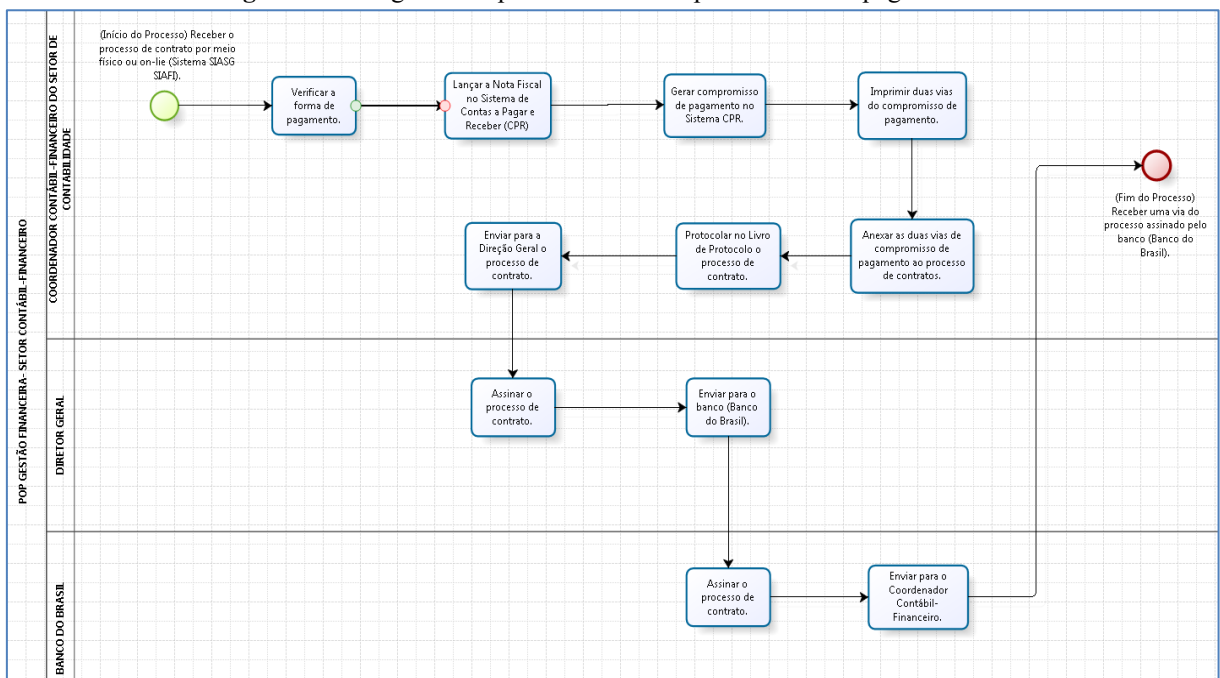 POP GESTÃO FINANCEIRA- SETOR CONTÁBIL-FINANCEIRO
COORDENADOR CONTÁBIL-FINANCEIRO DO SETOR DE
CONTABILIDADE
(Início do Processo) Receber o
processo de contrato por meio
físico ou on-lie (Sistema SIASG
SIAFI).
Verificar a
forma de
pagamento.
Lançar a Nota Fiscal
no Sistema de
Contas a Pagar e
Receber (CPR)
Gerar compromisso
de pagamento no
Sistema CPR.
Imprimir duas vias
do compromisso de
pagamento.
(Fim do Processo)
Receber uma via do
processo assinado pelo
banco (Banco do
Brasil).
Enviar para a
Direção Geral o
processo de
contrato.
Protocolar no Livro
de Protocolo o
processo de
contrato.
Anexar as duas vias de
compromisso de
pagamento ao processo
de contratos.
DIRETOR GERAL
Assinar o
processo de
contrato.
Enviar para o
banco (Banco
do Brasil).
BANCO DO BRASIL
Assinar o
processo de
contrato.
Enviar para o
Coordenador
Contábil-
Financeiro.